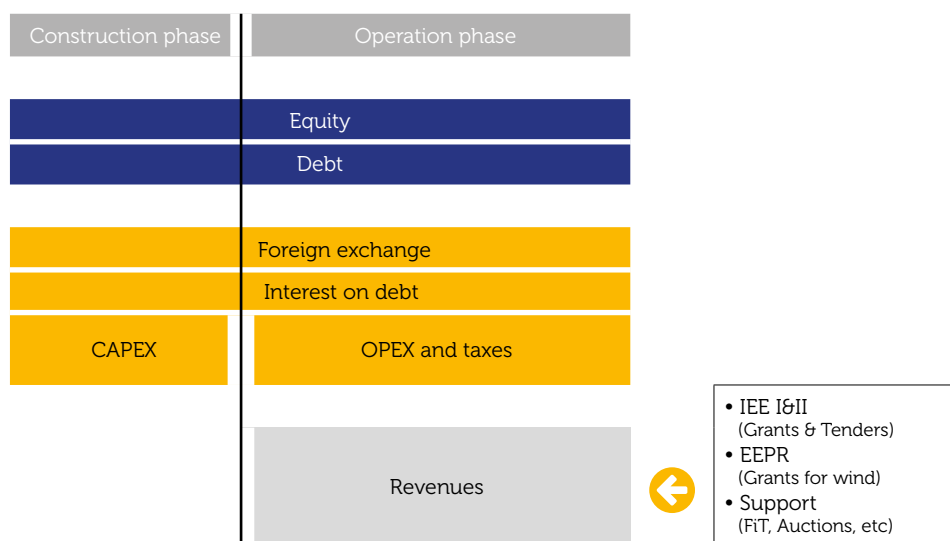 Construction phase
Operation phase
Equity
Debt
Foreign exchange
Interest on debt
CAPEX
OPEX and taxes
Revenues
• IEE I&II
(Grants & Tenders)
• EEPR
(Grants for wind)
• Support
(FiT, Auctions, etc)